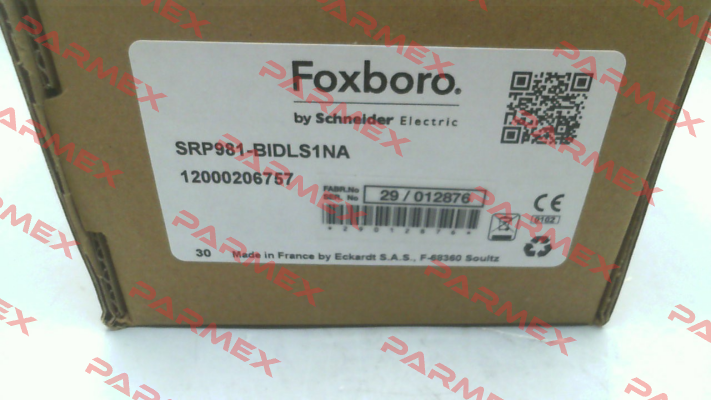 Foxboro.
by Schneider Electric
SRP981-BIDLS1NA
12000206757
FABR.No
SER. No
29 / 012876
*29012876*
0102
30 Made in France by Eckardt S.A.S., F-68360 Soultz
PARMEX